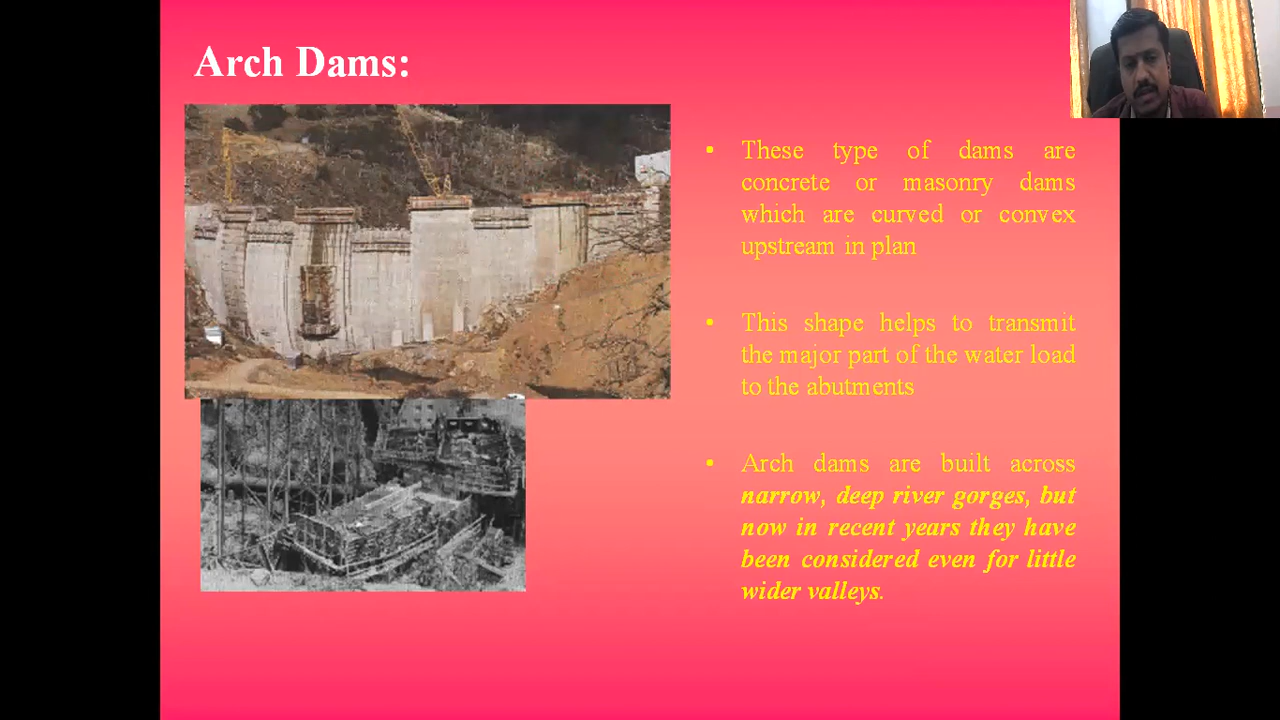 Arch Dams:
• These type of dams are
concrete or masonry dams
which are curved or convex
upstream in plan
• This shape helps to transmit
the major part of the water load
to the abutments
• Arch dams are built across
narrow, deep river gorges, but
now in recent years they have
been considered even for little
wider valleys.